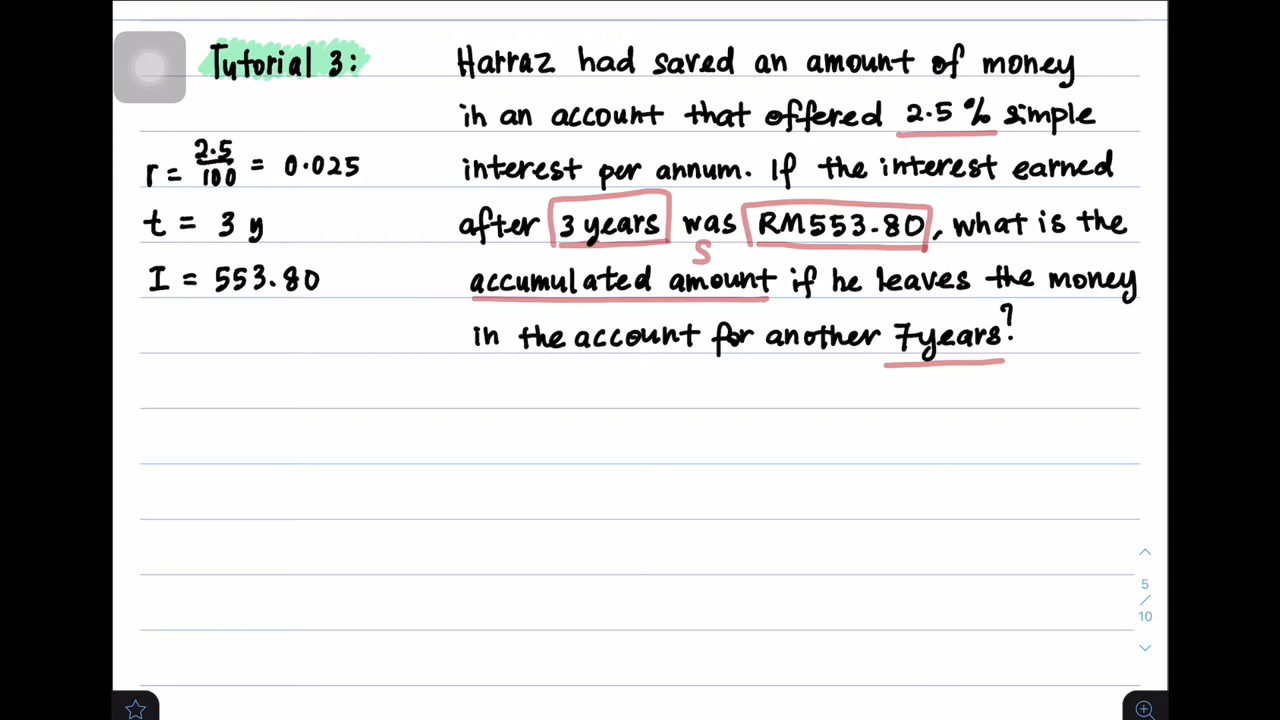 Tutorial 3:
Harraz had saved an amount of money
in an account that offered 2.5 % simple
interest per annum. If the interest earned
after 3 years was RM553.80, what is the
S
accumulated amount if he leaves the money
in the account for another 7years?
r = 2.5/100 = 0.025
t = 3 y
I = 553.80
5
/
10